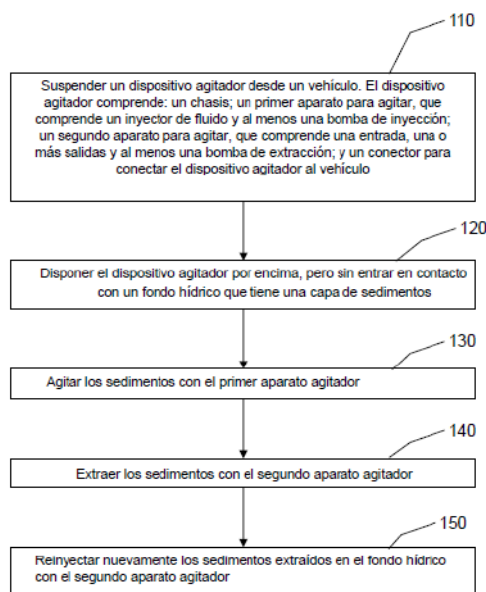 110
Suspender un dispositivo agitador desde un vehículo. El dispositivo
agitador comprende: un chasis; un primer aparato para agitar, que
comprende un inyector de fluido y al menos una bomba de inyección;
un segundo aparato para agitar, que comprende una entrada, una o
más salidas y al menos una bomba de extracción; y un conector para
conectar el dispositivo agitador al vehículo
120
Disponer el dispositivo agitador por encima, pero sin entrar en contacto
con un fondo hídrico que tiene una capa de sedimentos
130
Agitar los sedimentos con el primer aparato agitador
140
Extraer los sedimentos con el segundo aparato agitador
150
Reinyectar nuevamente los sedimentos extraídos en el fondo hídrico
con el segundo aparato agitador